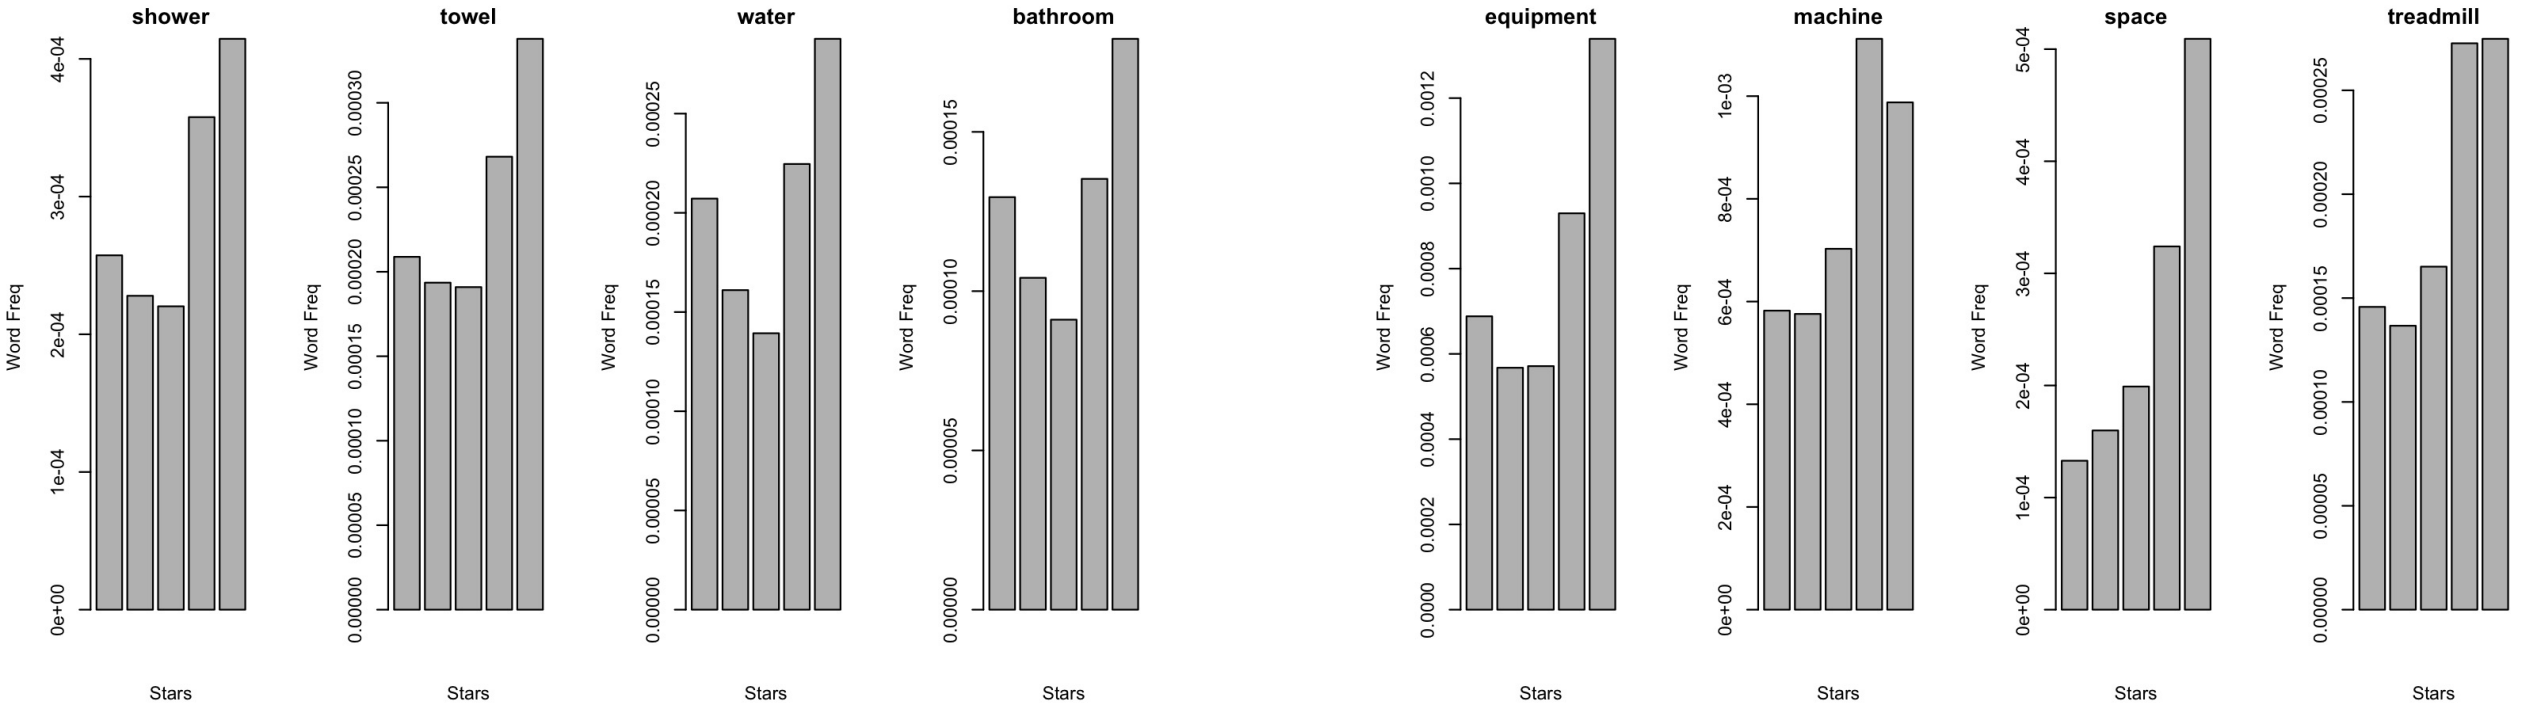 shower
Word Freq
0e+00 1e-04 2e-04 3e-04 4e-04
Stars
towel
Word Freq
0.00000 0.00005 0.00010 0.00015 0.00020 0.00025 0.00030
Stars
water
Word Freq
0.00000 0.00005 0.00010 0.00015 0.00020 0.00025
Stars
bathroom
Word Freq
0.00000 0.00005 0.00010 0.00015
Stars
equipment
Word Freq
0.0000 0.0002 0.0004 0.0006 0.0008 0.0010 0.0012
Stars
machine
Word Freq
0e+00 2e-04 4e-04 6e-04 8e-04 1e-03
Stars
space
Word Freq
0e+00 1e-04 2e-04 3e-04 4e-04 5e-04
Stars
treadmill
Word Freq
0.00000 0.00005 0.00010 0.00015 0.00020 0.00025
Stars